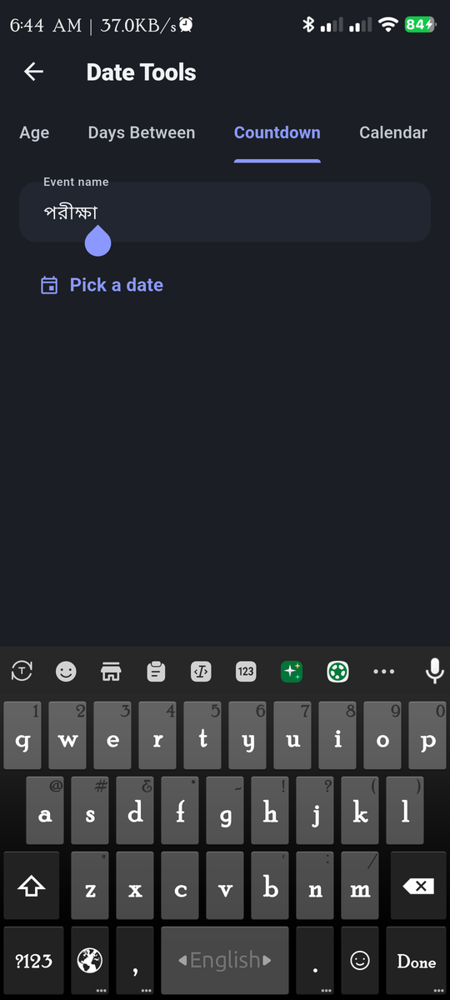 6:44 AM | 37.0KB/s
84
Date Tools
Age Days Between Countdown Calendar
Event name
পরীক্ষা
Pick a date
T I 123
1 2 3 4 5 6 7 8 9 0
q w e r t y u i o p
@ # & * - ! ? ( )
a s d f g h j k l
" ' : /
z x c v b n m
?123 , English . Done